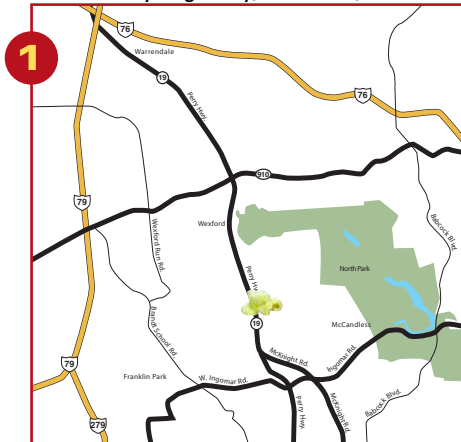 1
76
Warrendale
19
Perry Hwy.
76
910
79
Wexford
Wexford Run Rd.
Babcock Blvd
North Park
Perry Hw
19
McCandless
Brandt School Rd
McKnight Rd.
Ingomar Rd.
79
Franklin Park
W. Ingomar Rd.
279
Perry Hwy.
McKnight Rd.
Babcock Blvd.